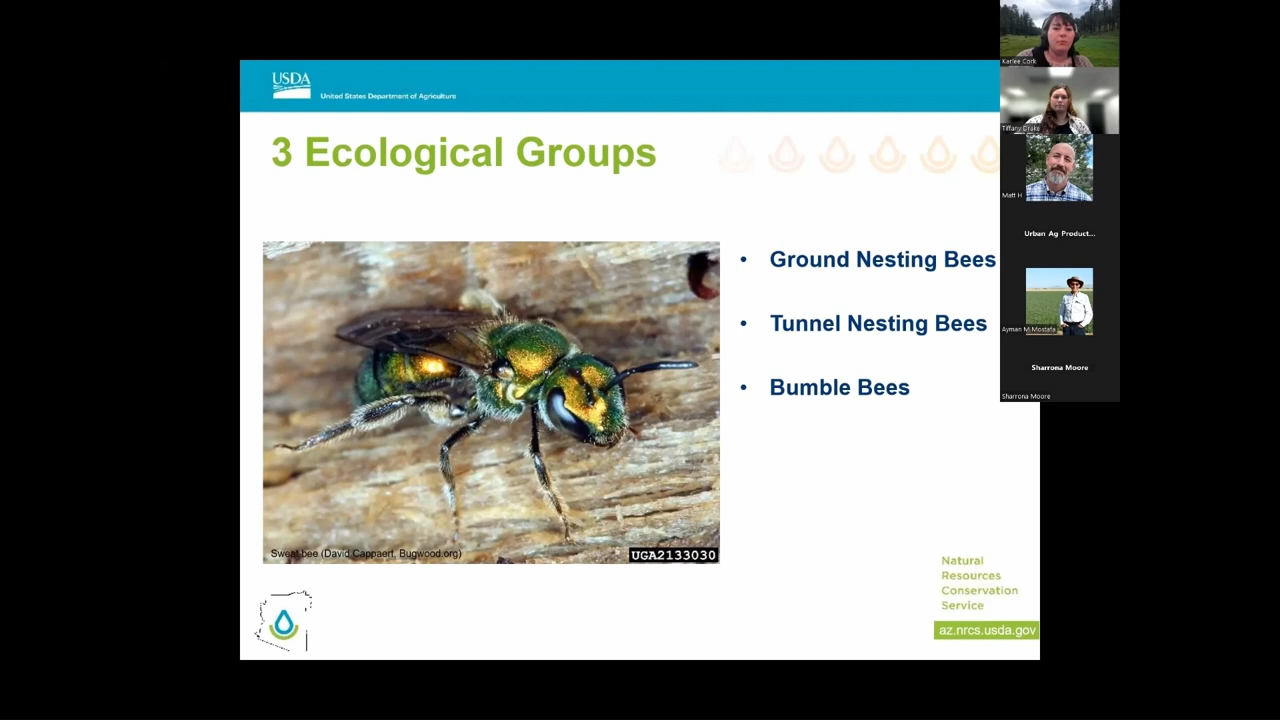 USDA
United States Department of Agriculture
3 Ecological Groups
• Ground Nesting Bees
• Tunnel Nesting Bees
• Bumble Bees
Sweat bee (David Cappaert, Bugwood.org)
UGA2133030
Natural
Resources
Conservation
Service
az.nrcs.usda.gov
Karlee Cork
Tiffany Drake
Matt H
Urban Ag Product...
Ayman M.Mostafa
Sharrona Moore
Sharrona Moore